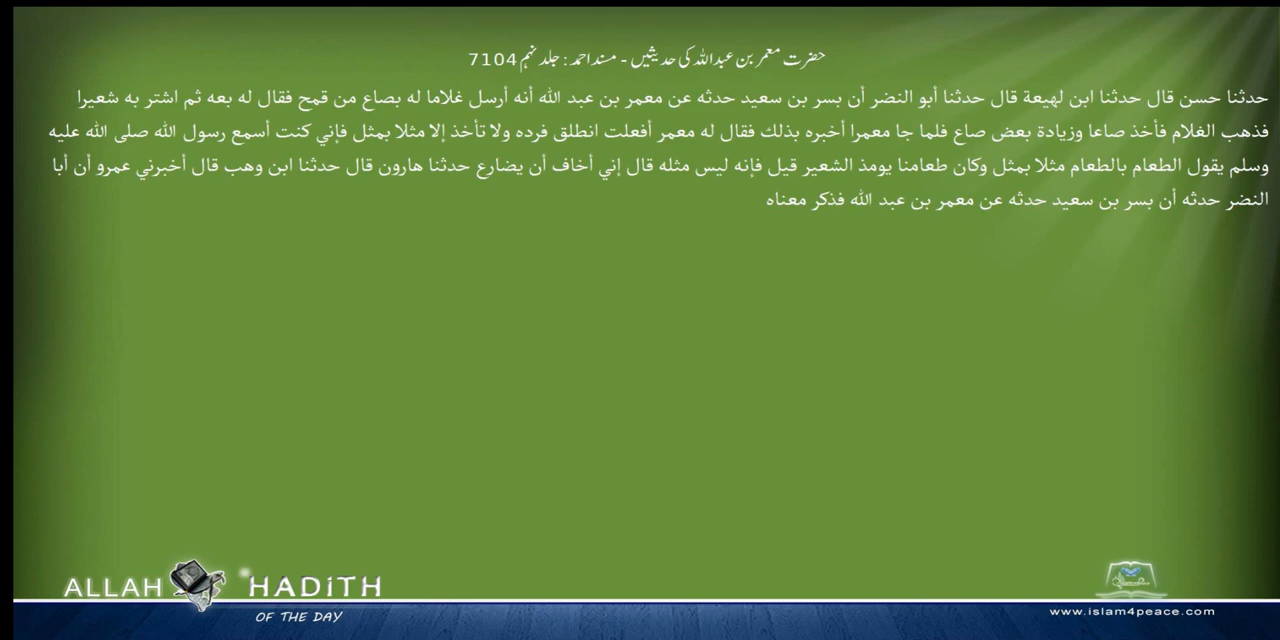 حضرت معمر بن عبداللہ کی حدیثیں - مسند احمد : جلد نہم 7104
حدثنا حسن قال حدثنا ابن لهيعة قال حدثنا أبو النضر أن بسر بن سعيد حدثه عن معمر بن عبد الله أنه أرسل غلاما له بصاع من قمح فقال له بعه ثم اشتر به شعيرا
فذهب الغلام فأخذ صاعا وزيادة بعض صاع فلما جا معمرا أخبره بذلك فقال له معمر أفعلت انطلق فرده ولا تأخذ إلا مثلا بمثل فإني كنت أسمع رسول الله صلى الله عليه
وسلم يقول الطعام بالطعام مثلا بمثل وكان طعامنا يومذ الشعير قيل فإنه ليس مثله قال إني أخاف أن يضارع حدثنا هارون قال حدثنا ابن وهب قال أخبرني عمرو أن أبا
النضر حدثه أن بسر بن سعيد حدثه عن معمر بن عبد الله فذكر معناه
ALLAH HADITH
OF THE DAY
www.islam4peace.com